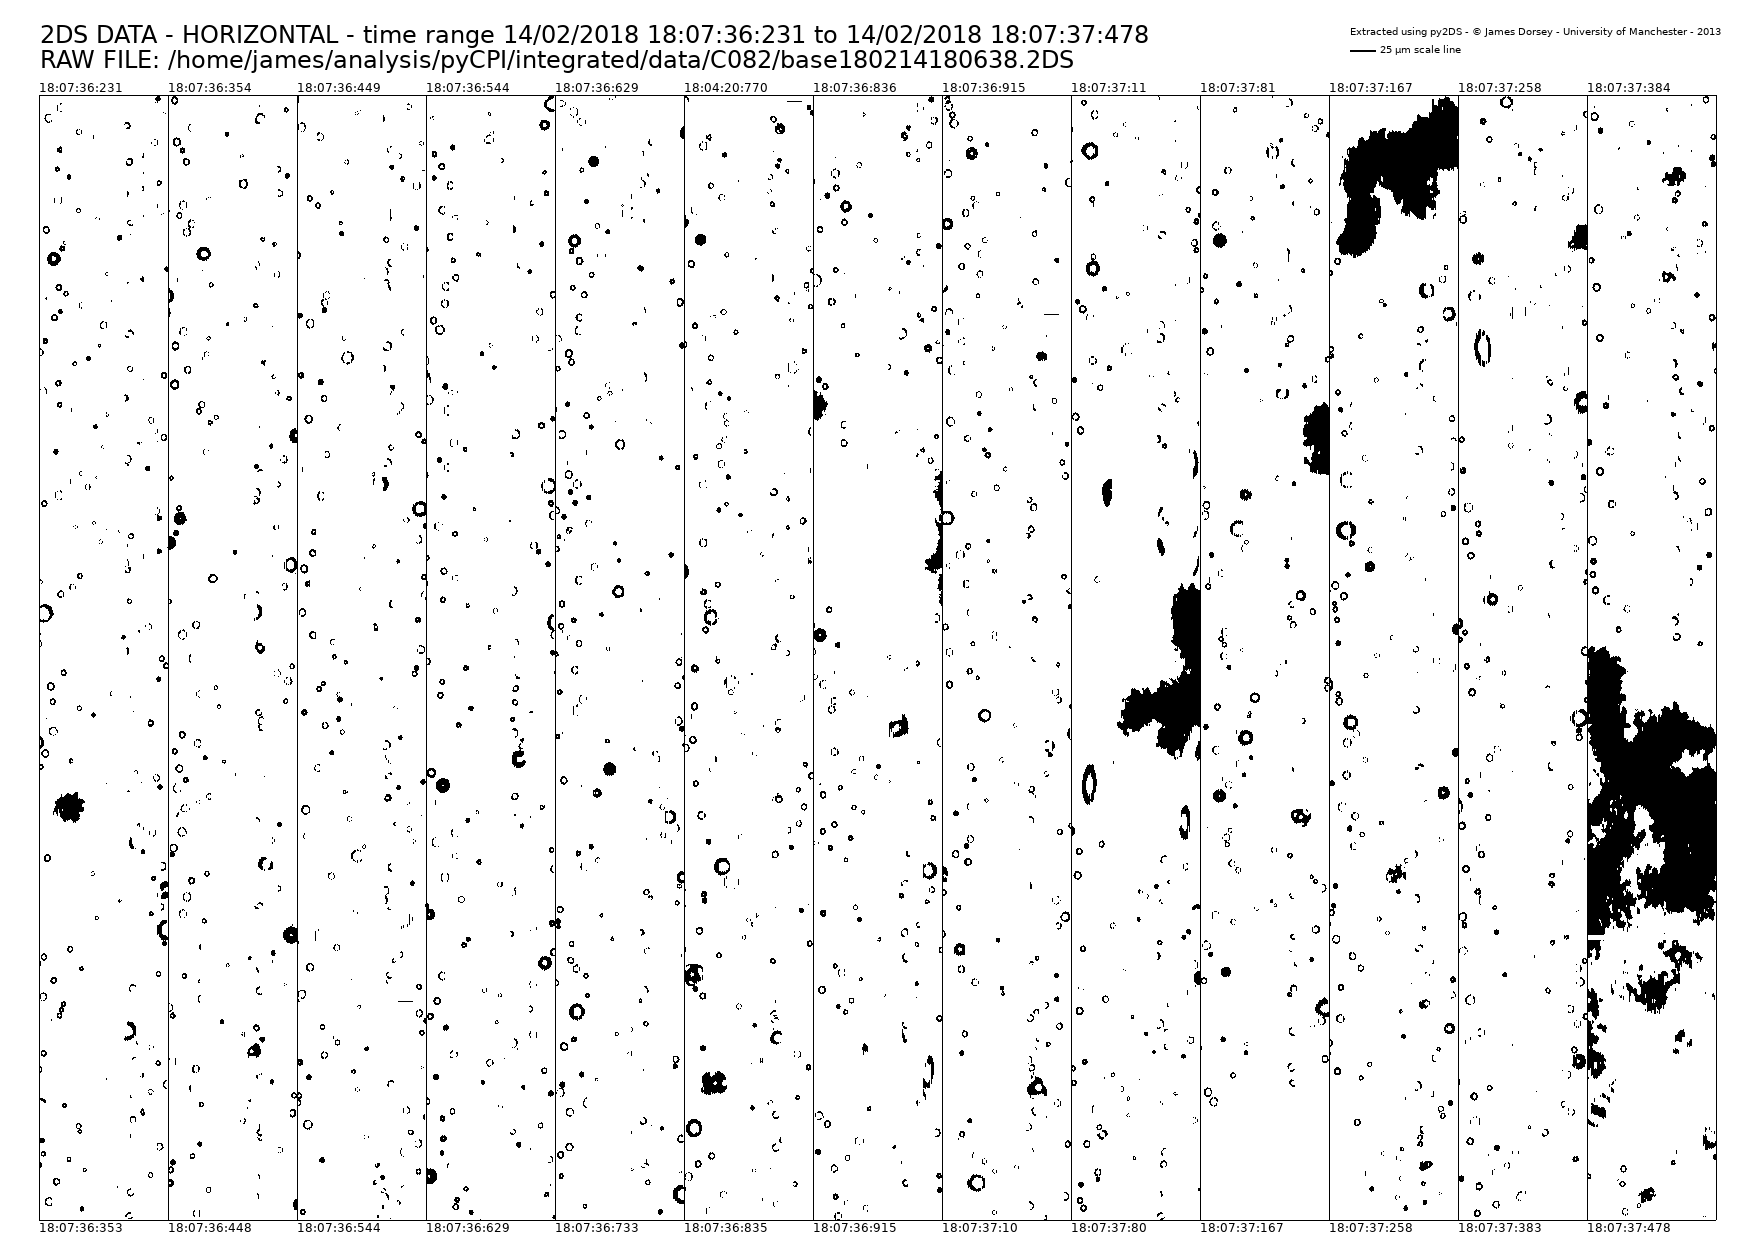 2DS DATA - HORIZONTAL - time range 14/02/2018 18:07:36:231 to 14/02/2018 18:07:37:478
RAW FILE: /home/james/analysis/pyCPI/integrated/data/C082/base180214180638.2DS
Extracted using py2DS - © James Dorsey - University of Manchester - 2013
25 µm scale line
18:07:36:231 18:07:36:354 18:07:36:449 18:07:36:544 18:07:36:629 18:04:20:770 18:07:36:836 18:07:36:915 18:07:37:11 18:07:37:81 18:07:37:167 18:07:37:258 18:07:37:384
18:07:36:353 18:07:36:448 18:07:36:544 18:07:36:629 18:07:36:733 18:07:36:835 18:07:36:915 18:07:37:10 18:07:37:80 18:07:37:167 18:07:37:258 18:07:37:383 18:07:37:478